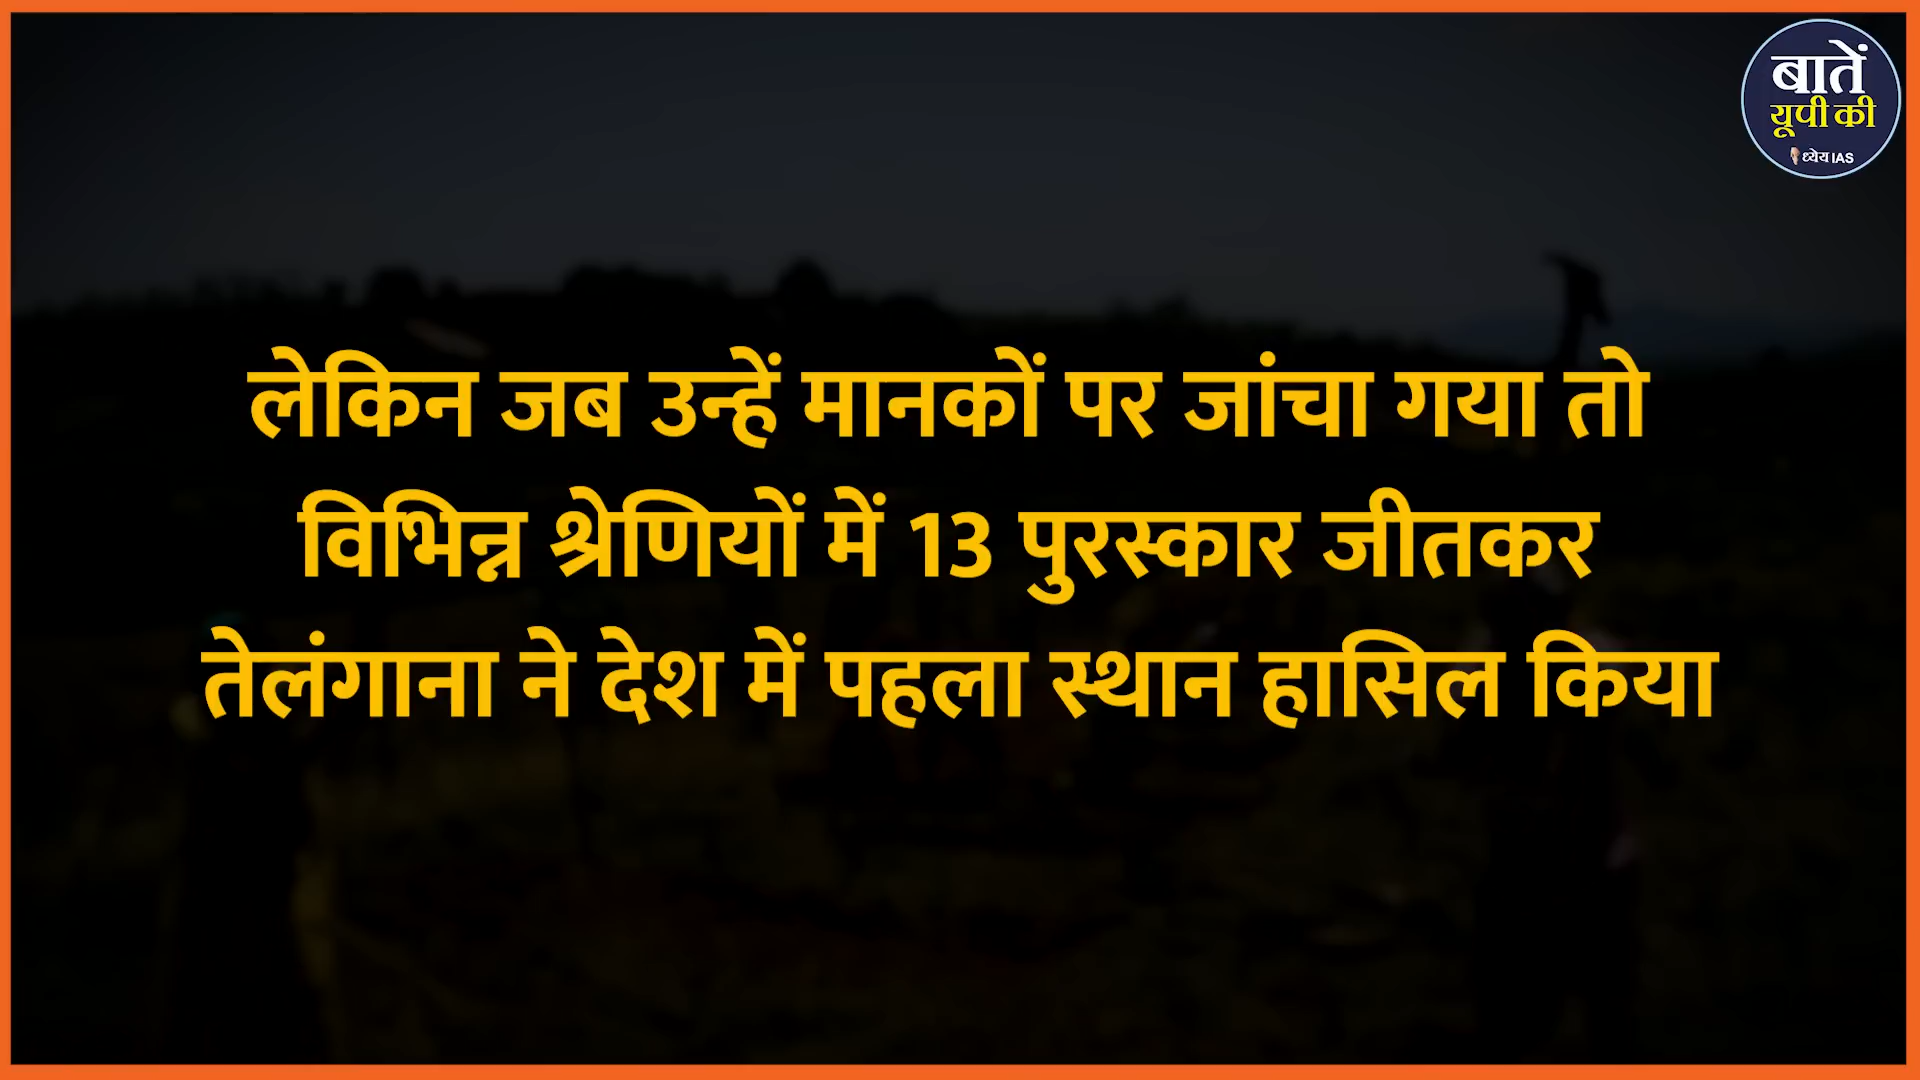 बातें
यूपी की
ध्येय IAS
लेकिन जब उन्हें मानकों पर जांचा गया तो
विभिन्न श्रेणियों में 13 पुरस्कार जीतकर
तेलंगाना ने देश में पहला स्थान हासिल किया